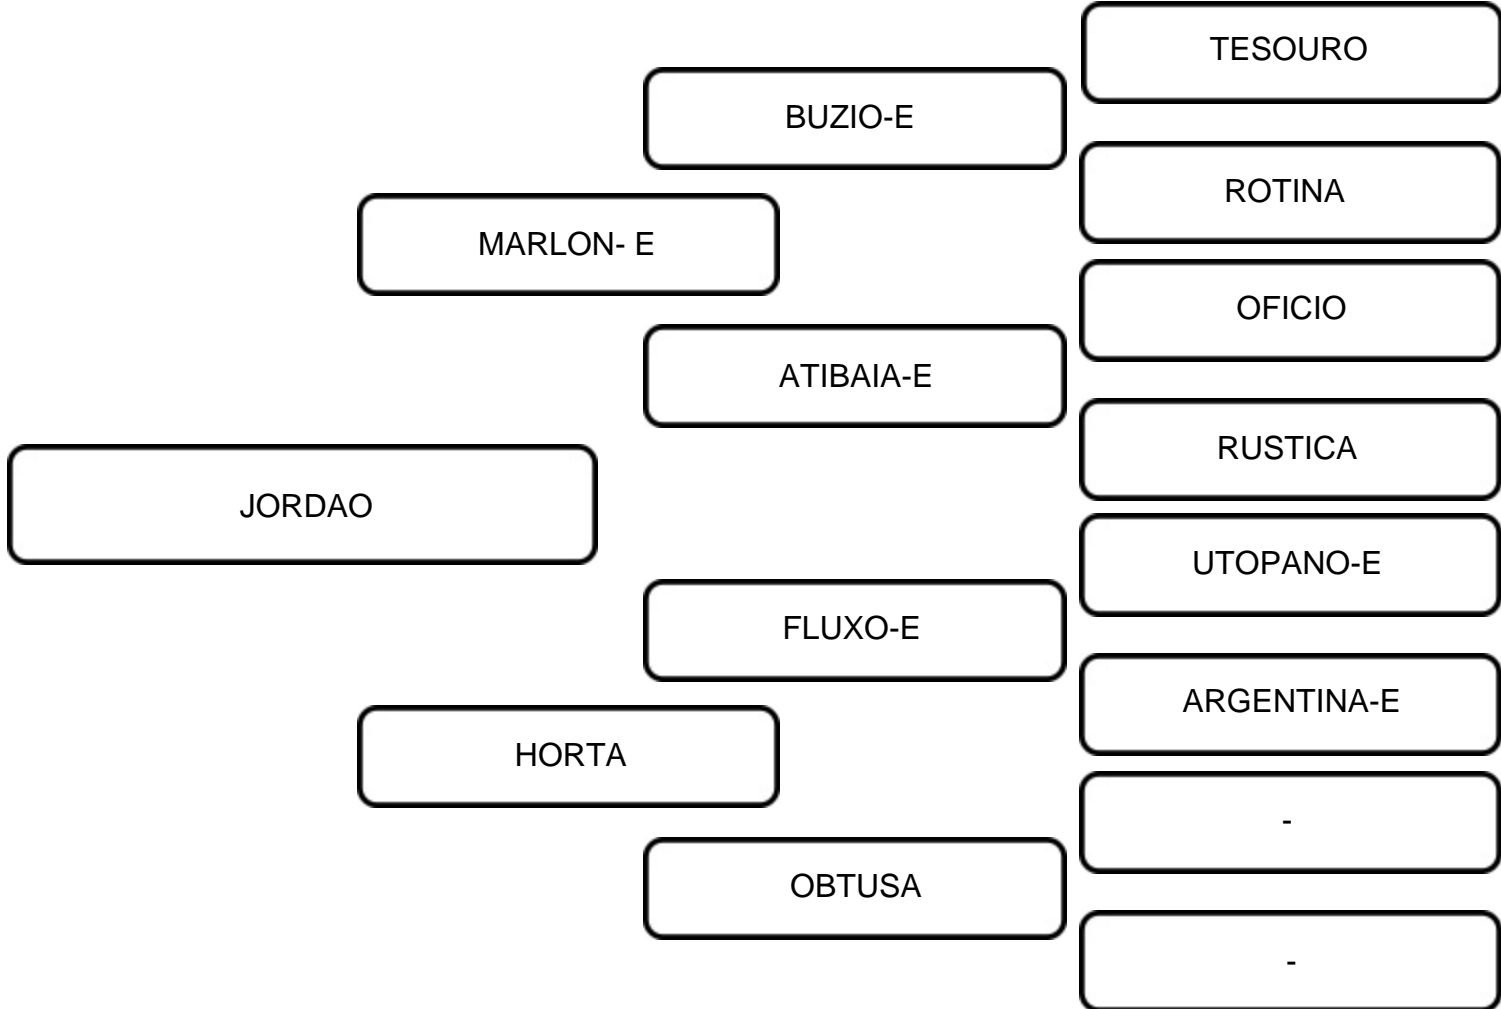 TESOURO
BUZIO-E
ROTINA
MARLON- E
OFICIO
ATIBAIA-E
RUSTICA
JORDAO
UTOPANO-E
FLUXO-E
ARGENTINA-E
HORTA
-
OBTUSA
-